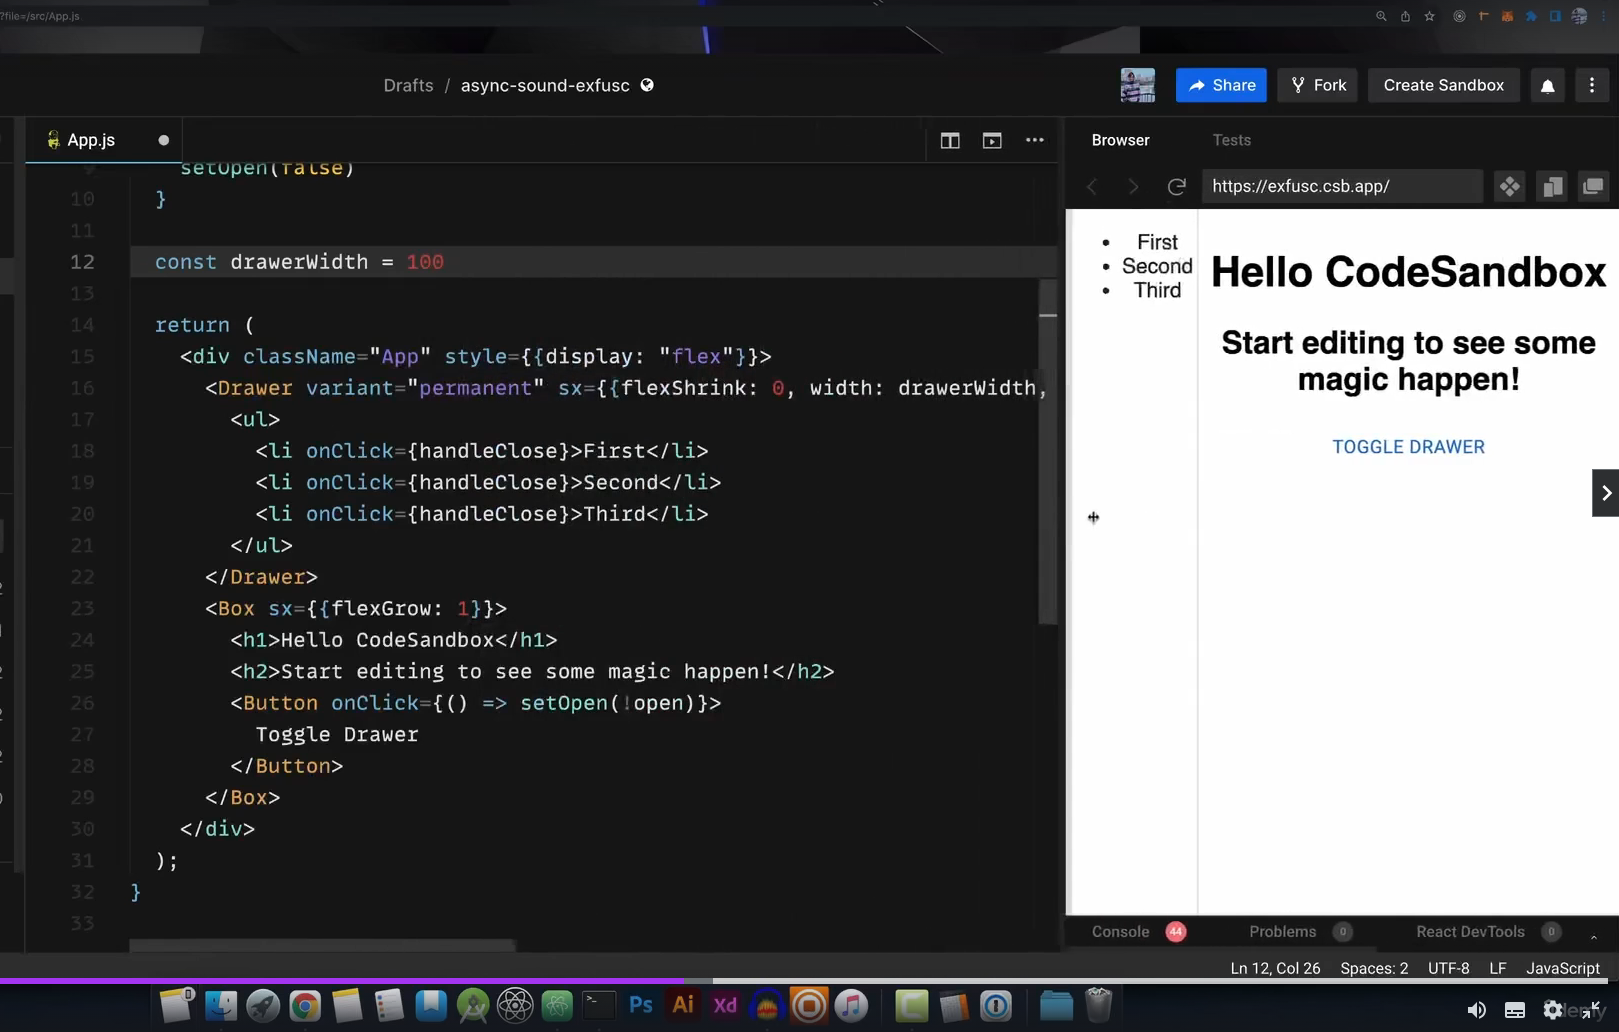 ?file=/src/App.js
Drafts / async-sound-exfusc
Share
Fork
Create Sandbox
App.js
Browser
Tests
https://exfusc.csb.app/
9 setOpen(false)
10 }
11
12 const drawerWidth = 100
13
14 return (
15 <div className="App" style={{display: "flex"}}>
16 <Drawer variant="permanent" sx={{flexShrink: 0, width: drawerWidth,
17 <ul>
18 <li onClick={handleClose}>First</li>
19 <li onClick={handleClose}>Second</li>
20 <li onClick={handleClose}>Third</li>
21 </ul>
22 </Drawer>
23 <Box sx={{flexGrow: 1}}>
24 <h1>Hello CodeSandbox</h1>
25 <h2>Start editing to see some magic happen!</h2>
26 <Button onClick={() => setOpen(!open)}>
27 Toggle Drawer
28 </Button>
29 </Box>
30 </div>
31 );
32 }
33
• First
• Second
• Third
Hello CodeSandbox
Start editing to see some
magic happen!
TOGGLE DRAWER
Console 44
Problems 0
React DevTools 0
Ln 12, Col 26 Spaces: 2 UTF-8 LF JavaScript
Ps
Ai
Xd